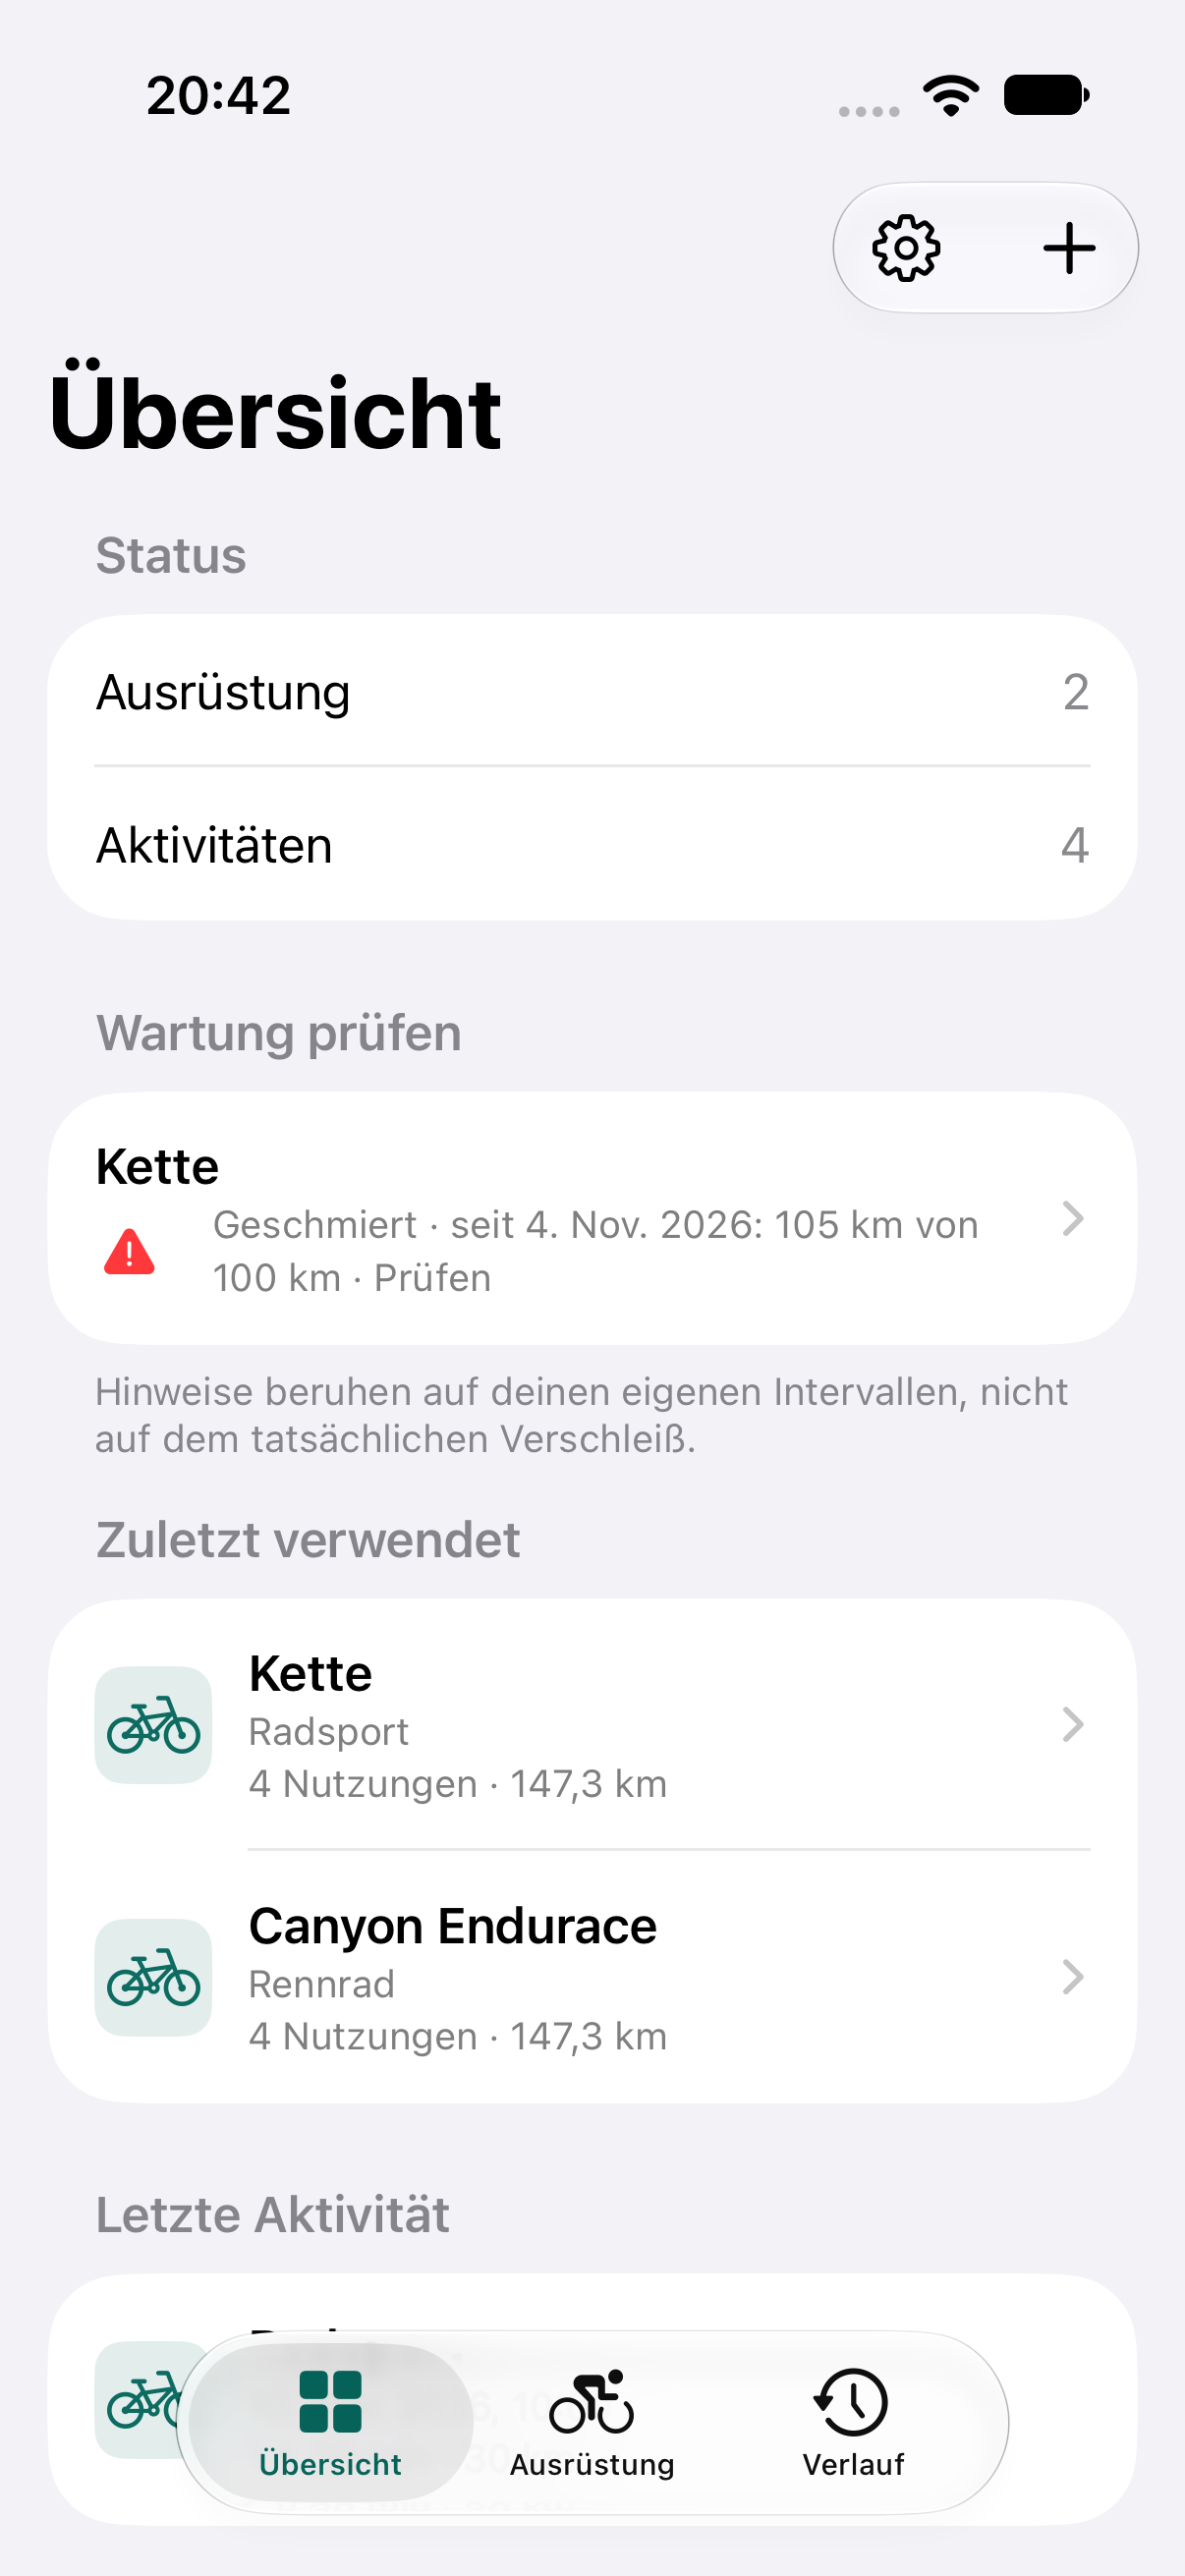 20:42
Übersicht
Status
Ausrüstung 2
Aktivitäten 4
Wartung prüfen
Kette
Geschmiert · seit 4. Nov. 2026: 105 km von
100 km · Prüfen
Hinweise beruhen auf deinen eigenen Intervallen, nicht
auf dem tatsächlichen Verschleiß.
Zuletzt verwendet
Kette
Radsport
4 Nutzungen · 147,3 km
Canyon Endurace
Rennrad
4 Nutzungen · 147,3 km
Letzte Aktivität
Übersicht Ausrüstung Verlauf